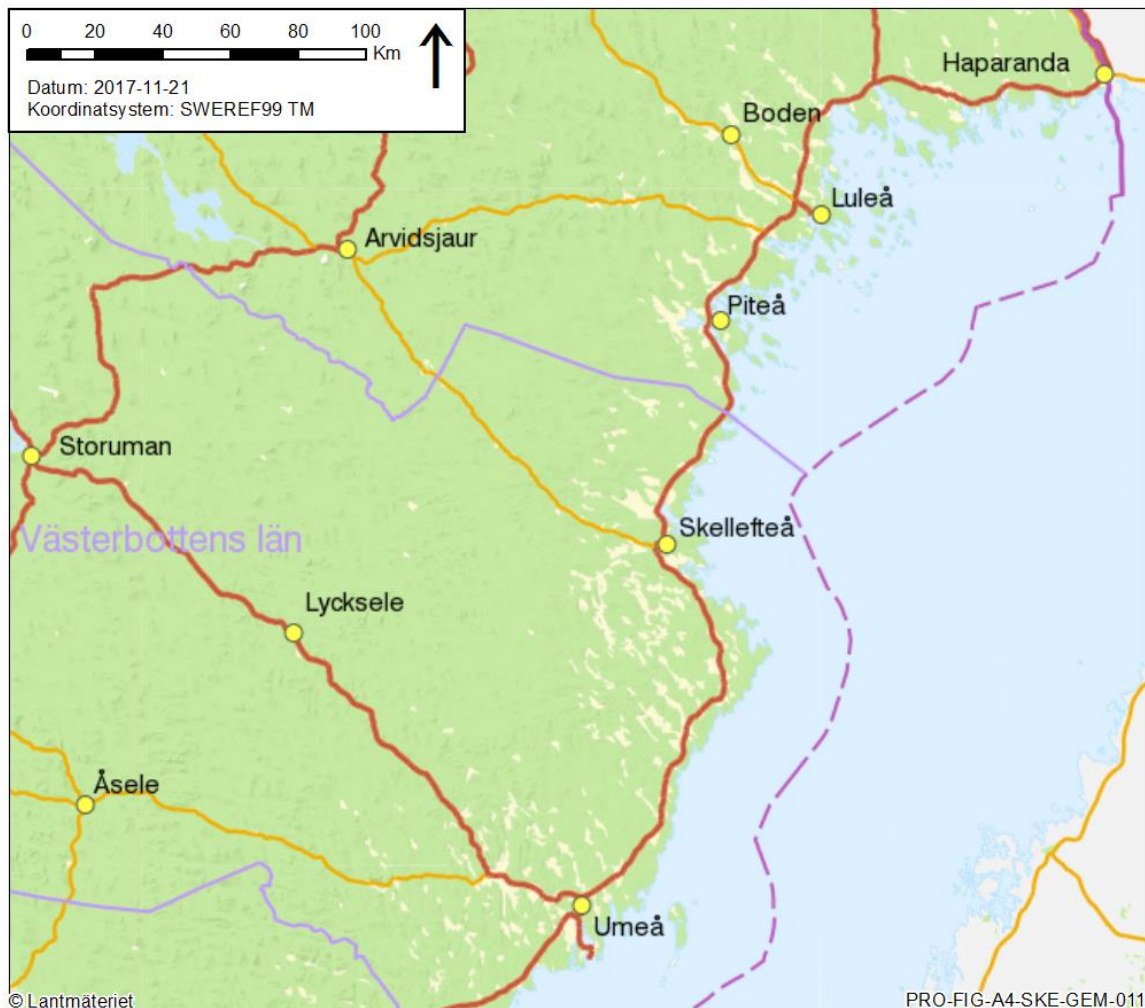 0 20 40 60 80 100
Km
Datum: 2017-11-21
Koordinatsystem: SWEREF99 TM
Haparanda
Boden
Luleå
Arvidsjaur
Piteå
Storuman
Västerbottens län
Skellefteå
Lycksele
Åsele
Umeå
© Lantmäteriet
PRO-FIG-A4-SKE-GEM-011